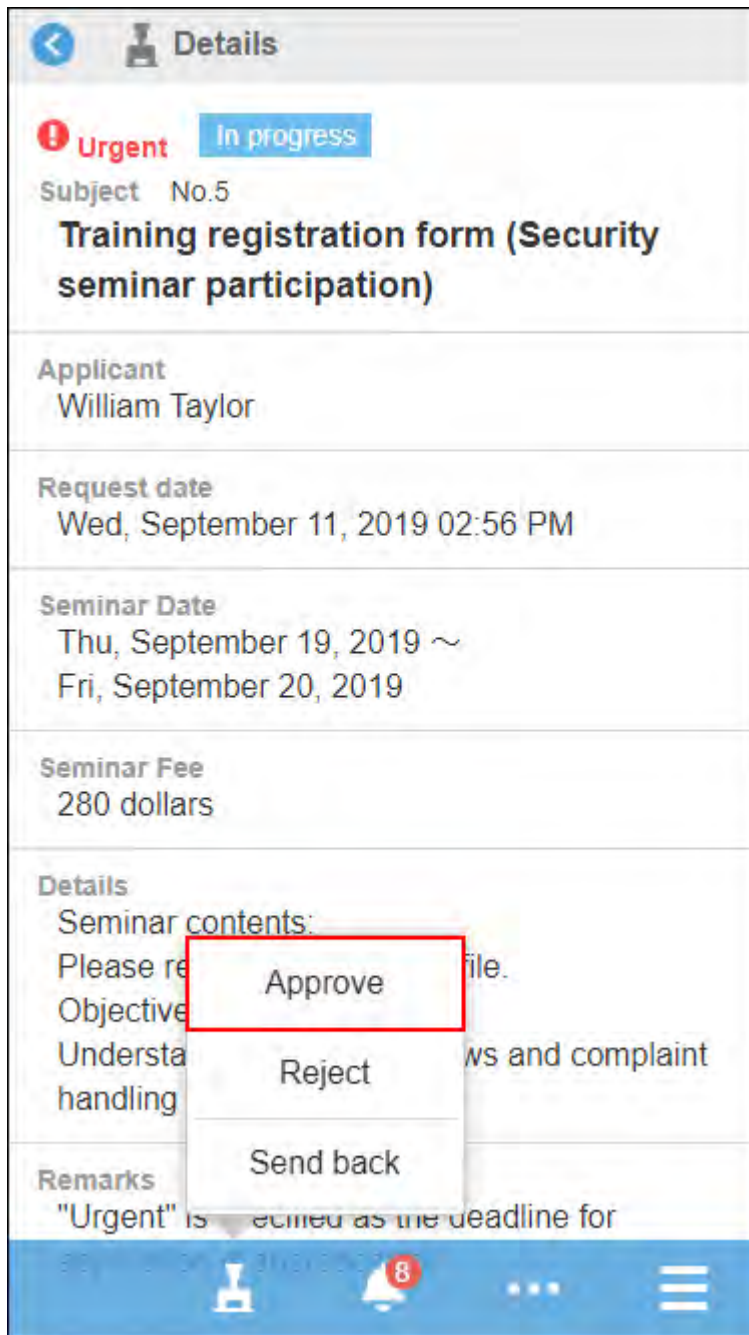 Details
Urgent In progress
Subject No.5
Training registration form (Security
seminar participation)
Applicant
William Taylor
Request date
Wed, September 11, 2019 02:56 PM
Seminar Date
Thu, September 19, 2019 ～
Fri, September 20, 2019
Seminar Fee
280 dollars
Details
Seminar contents:
Please re file.
Objective
Understa ws and complaint
handling
Approve
Reject
Send back
Remarks
"Urgent" is ecified as the deadline for
8